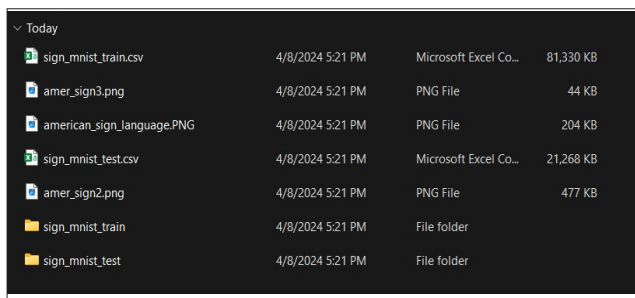 Today
sign_mnist_train.csv 4/8/2024 5:21 PM Microsoft Excel Co... 81,330 KB
amer_sign3.png 4/8/2024 5:21 PM PNG File 44 KB
american_sign_language.PNG 4/8/2024 5:21 PM PNG File 204 KB
sign_mnist_test.csv 4/8/2024 5:21 PM Microsoft Excel Co... 21,268 KB
amer_sign2.png 4/8/2024 5:21 PM PNG File 477 KB
sign_mnist_train 4/8/2024 5:21 PM File folder
sign_mnist_test 4/8/2024 5:21 PM File folder